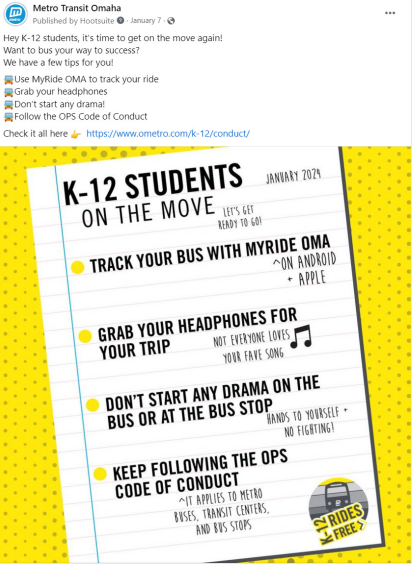 Metro Transit Omaha
Published by Hootsuite · January 7 ·
Hey K-12 students, it's time to get on the move again!
Want to bus your way to success?
We have a few tips for you!
🚍Use MyRide OMA to track your ride
🚍Grab your headphones
🚍Don't start any drama!
🚍Follow the OPS Code of Conduct
Check it all here 👉 https://www.ometro.com/k-12/conduct/
K-12 STUDENTS
ON THE MOVE
JANUARY 2024
LET'S GET
READY TO GO!
TRACK YOUR BUS WITH MYRIDE OMA
^ON ANDROID
+ APPLE
GRAB YOUR HEADPHONES FOR
YOUR TRIP
NOT EVERYONE LOVES
YOUR FAVE SONG
DON'T START ANY DRAMA ON THE
BUS OR AT THE BUS STOP
HANDS TO YOURSELF +
NO FIGHTING!
KEEP FOLLOWING THE OPS
CODE OF CONDUCT
^IT APPLIES TO METRO
BUSES, TRANSIT CENTERS,
AND BUS STOPS
K-12 RIDES
FREE